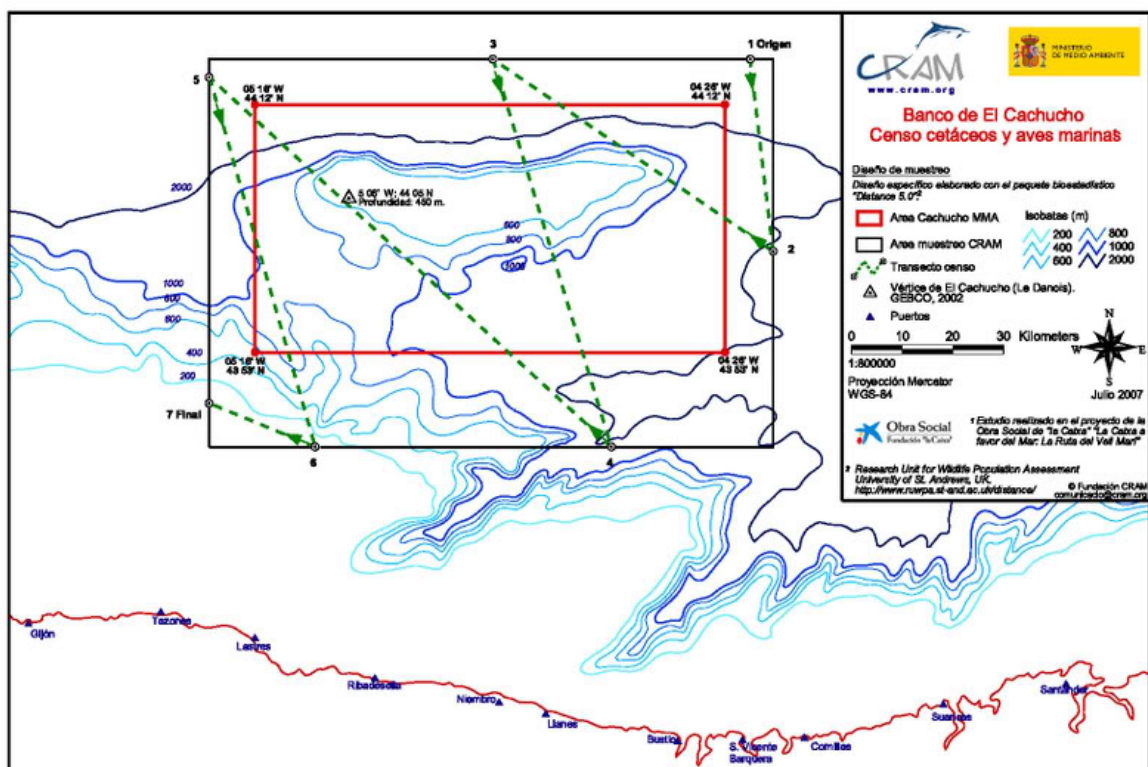 3
1 Origen
5
05 16' W
44 12' N
04 26' W
44 12' N
2000
5 06' W; 44 05 N
Profundidad: 450 m.
600
800
1000
2
1000
600
400
200
05 16' W
43 53' N
04 26' W
43 53' N
7 Final
6
4
Gijón
Tazones
Lastres
Ribadesella
Niembro
Llanes
Bustio
S. Vicente
Barquera
Comillas
Suances
Santander
CRAM
www.cram.org
MINISTERIO
DE MEDIO AMBIENTE
Banco de El Cachucho
Censo cetáceos y aves marinas
Diseño de muestreo
Diseño específico elaborado con el paquete bioestadístico
"Distance 5.0".²
Area Cachucho MMA
Area muestreo CRAM
Transecto censo
Vértice de El Cachucho (Le Danois).
GEBCO, 2002
Puertos
Isobatas (m)
200 800
400 1000
600 2000
0 10 20 30 Kilometers
1:800000
Proyección Mercator
WGS-84
N
W E
S
Julio 2007
Obra Social
Fundación "la Caixa"
1 Estudio realizado en el proyecto de la
Obra Social de "la Caixa" "La Caixa a
favor del Mar: La Ruta del Vell Marí"
2 Research Unit for Wildlife Population Assessment
University of St. Andrews, UK.
http://www.ruwpa.st-and.ac.uk/distance/
© Fundación CRAM
comunicado@cram.org